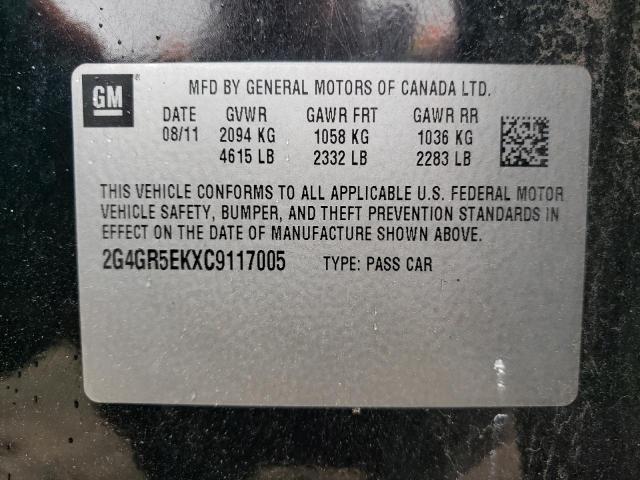 GM
MFD BY GENERAL MOTORS OF CANADA LTD.
DATE GVWR GAWR FRT GAWR RR
08/11 2094 KG 1058 KG 1036 KG
4615 LB 2332 LB 2283 LB
THIS VEHICLE CONFORMS TO ALL APPLICABLE U.S. FEDERAL MOTOR
VEHICLE SAFETY, BUMPER, AND THEFT PREVENTION STANDARDS IN
EFFECT ON THE DATE OF MANUFACTURE SHOWN ABOVE.
2G4GR5EKXC9117005 TYPE: PASS CAR